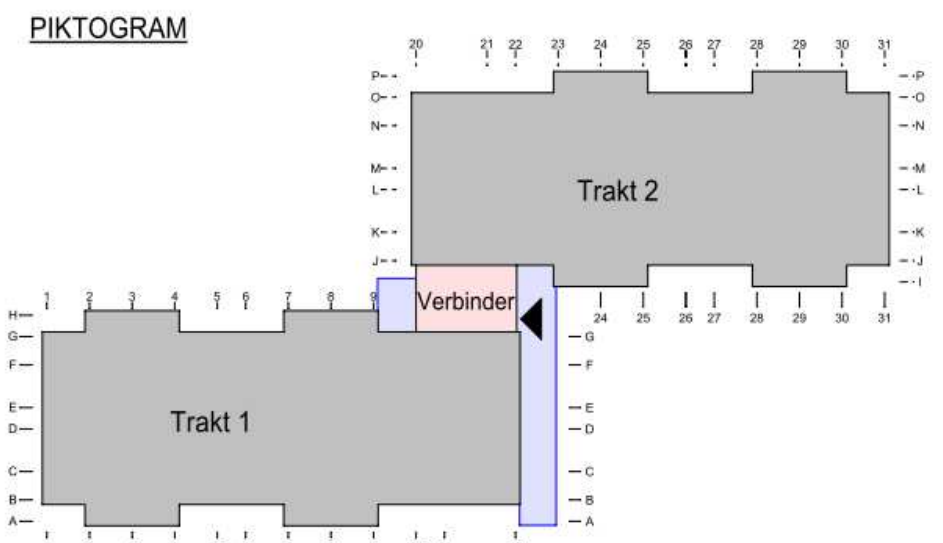 PIKTOGRAM
20 21 22 23 24 25 26 27 28 29 30 31
P P
O O
N N
M M
Trakt 2
L L
K K
J J
I
1 2 3 4 5 6 7 8 9
Verbinder
H
24 25 26 27 28 29 30 31
G G
F F
E E
Trakt 1
D D
C C
B B
A A